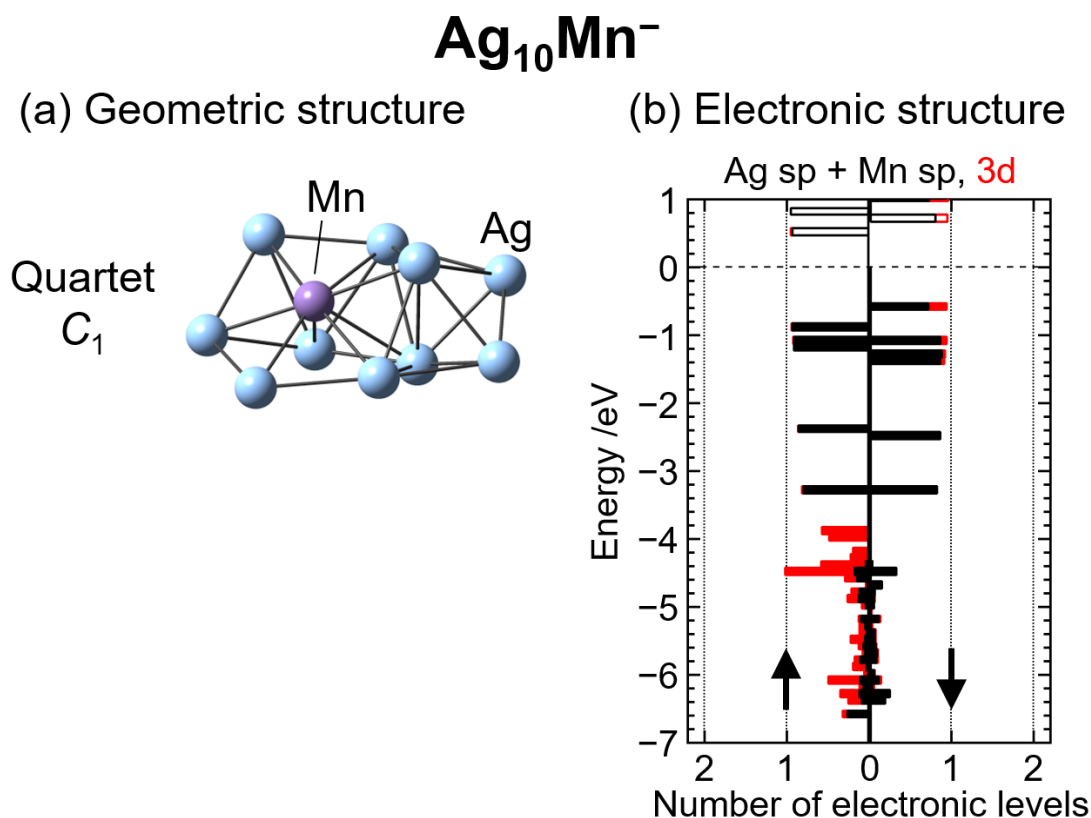 Ag₁₀Mn⁻
(a) Geometric structure
(b) Electronic structure
Mn
Ag
Quartet
C₁
Ag sp + Mn sp, 3d
Energy /eV
1
0
−1
−2
−3
−4
−5
−6
−7
2 1 0 1 2
Number of electronic levels